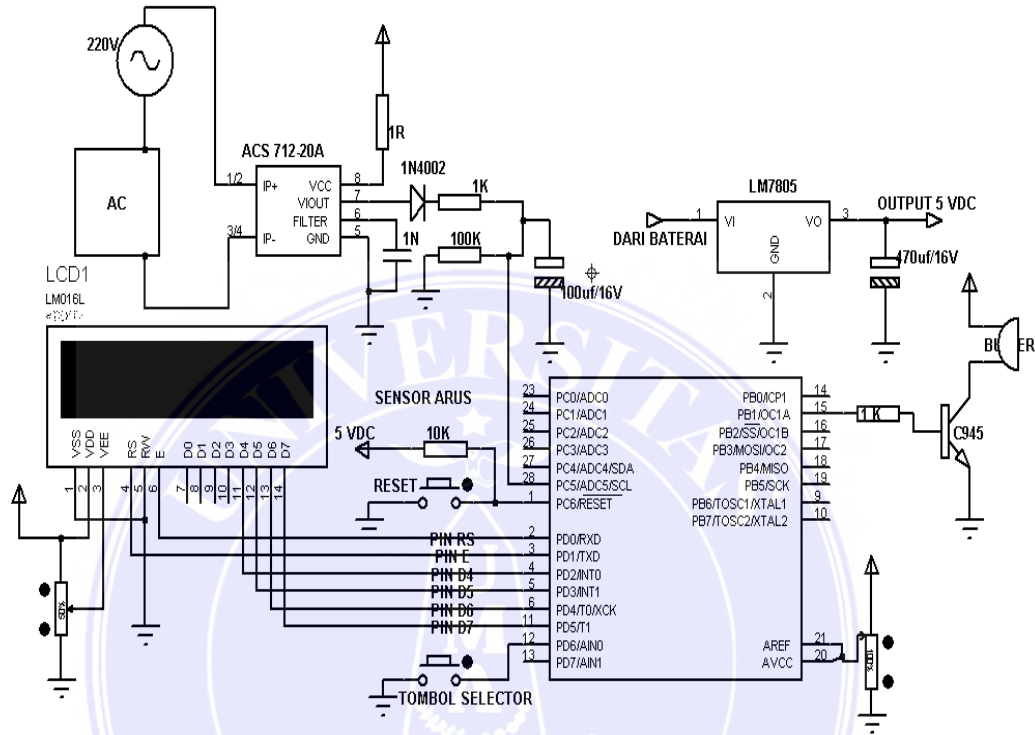 220V
1R
ACS 712-20A
1N4002
1K
1/2
IP+
VCC
8
VIOUT
7
FILTER
6
3/4
IP-
GND
5
AC
1N
100K
100uf/16V
LM7805
1
VI
VO
3
GND
2
DARI BATERAI
OUTPUT 5 VDC
470uf/16V
LCD1
LM016L
VSS
VDD
VEE
RS
RW
E
D0
D1
D2
D3
D4
D5
D6
D7
1
2
3
4
5
6
7
8
9
10
11
12
13
14
50%
SENSOR ARUS
5 VDC
10K
RESET
PIN RS
PIN E
PIN D4
PIN D5
PIN D6
PIN D7
TOMBOL SELECTOR
23 PC0/ADC0
24 PC1/ADC1
25 PC2/ADC2
26 PC3/ADC3
27 PC4/ADC4/SDA
28 PC5/ADC5/SCL
1 PC6/RESET
2 PD0/RXD
3 PD1/TXD
4 PD2/INT0
5 PD3/INT1
6 PD4/T0/XCK
11 PD5/T1
12 PD6/AIN0
13 PD7/AIN1
PB0/ICP1 14
PB1/OC1A 15
PB2/SS/OC1B 16
PB3/MOSI/OC2 17
PB4/MISO 18
PB5/SCK 19
PB6/TOSC1/XTAL1 9
PB7/TOSC2/XTAL2 10
AREF 21
AVCC 20
1 K
C945
100%
UNIVERSITA
UMA